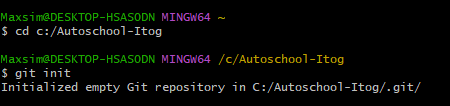 Maxsim@DESKTOP-HSASODN MINGW64 ~
$ cd c:/Autoschool-Itog
Maxsim@DESKTOP-HSASODN MINGW64 /c/Autoschool-Itog
$ git init
Initialized empty Git repository in C:/Autoschool-Itog/.git/